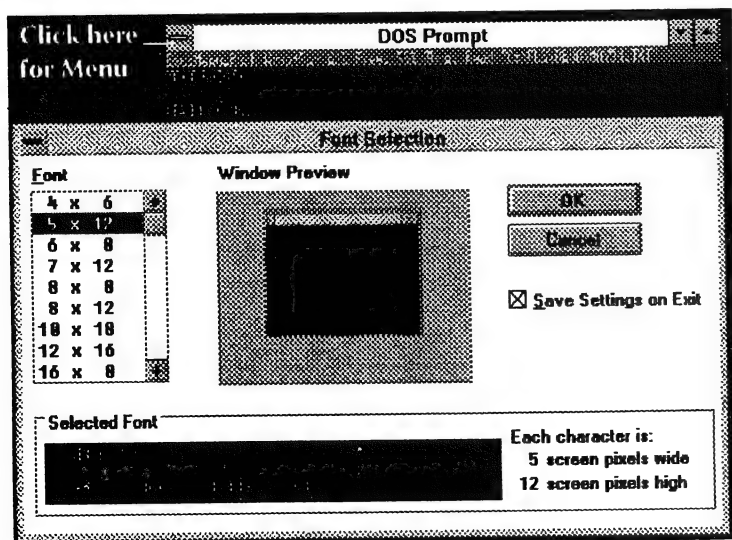 Click here
for Menu
DOS Prompt
Font Selection
Font
4 x 6
5 x 12
6 x 8
7 x 12
8 x 8
8 x 12
10 x 18
12 x 16
16 x 8
Window Preview
OK
Cancel
Save Settings on Exit
Selected Font
Each character is:
5 screen pixels wide
12 screen pixels high